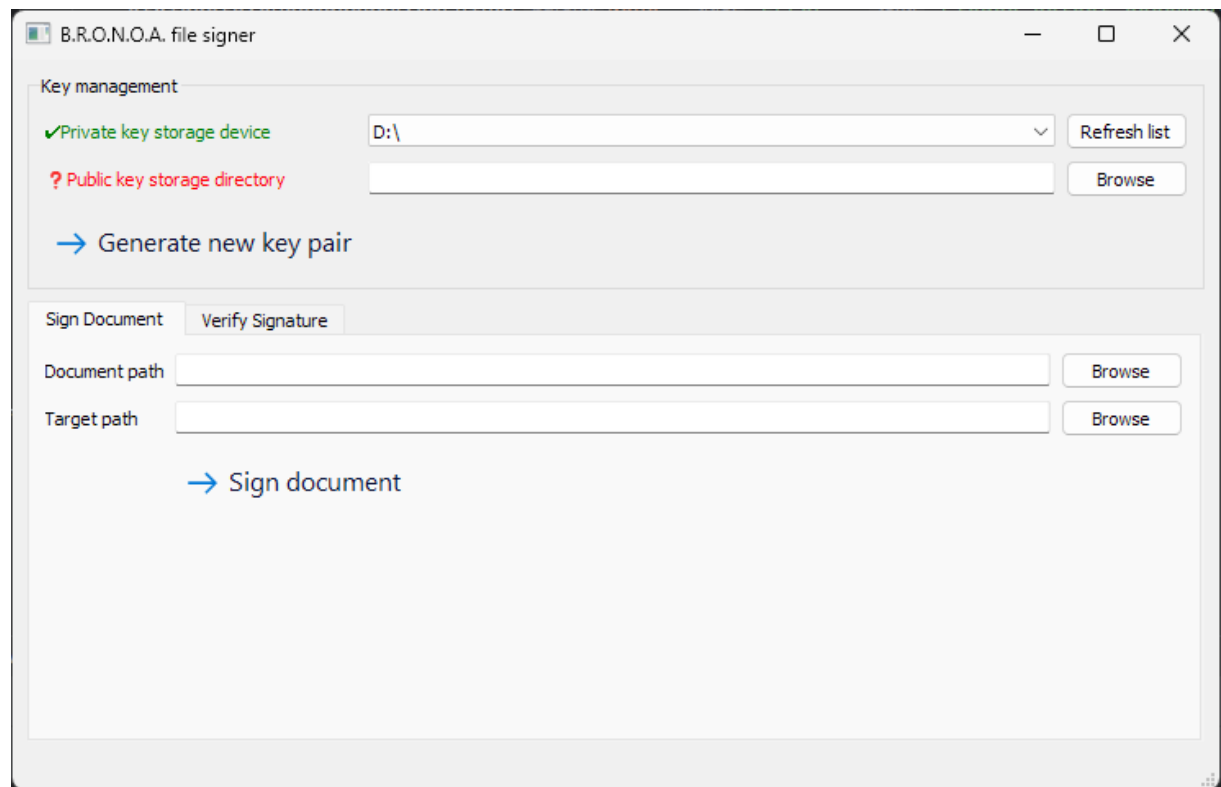 B.R.O.N.O.A. file signer
Key management
✔Private key storage device D:\ Refresh list
❓Public key storage directory Browse
→ Generate new key pair
Sign Document Verify Signature
Document path Browse
Target path Browse
→ Sign document